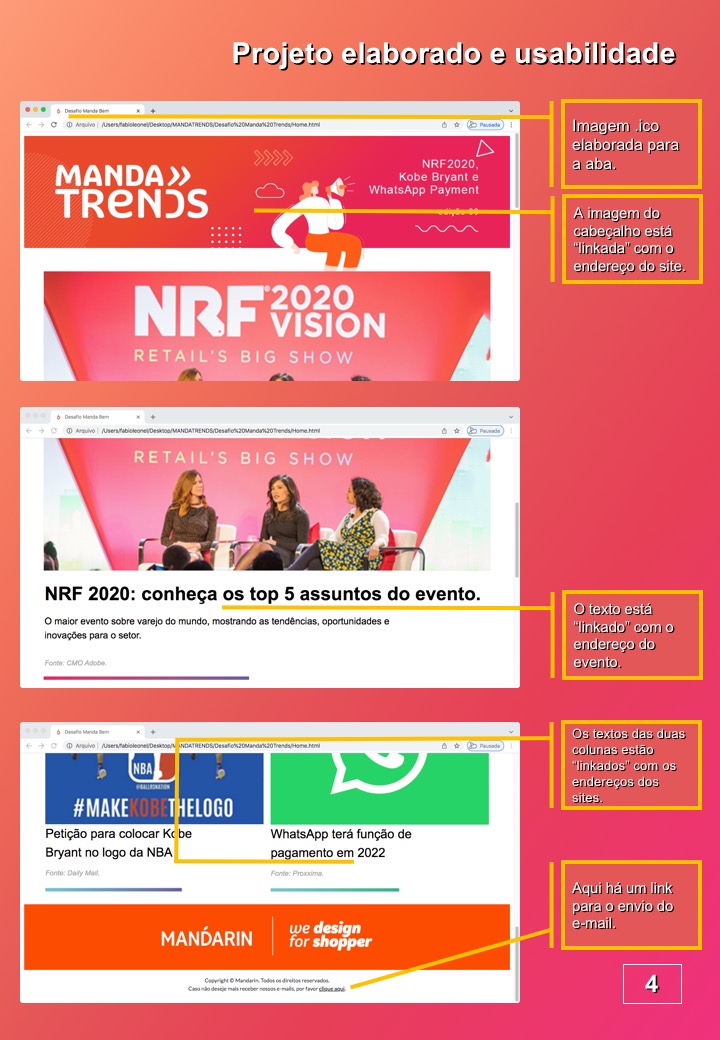 Projeto elaborado e usabilidade
Desafio Manda Bem
Arquivo /Users/fabioleonel/Desktop/MANDATRENDS/Desafio%20Manda%20Trends/Home.html
Pausada
MANDA
TRENDS
NRF2020,
Kobe Bryant e
WhatsApp Payment
NRF 2020
VISION
RETAIL'S BIG SHOW
Imagem .ico
elaborada para
a aba.
A imagem do
cabeçalho está
“linkada” com o
endereço do site.
Desafio Manda Bem
Arquivo /Users/fabioleonel/Desktop/MANDATRENDS/Desafio%20Manda%20Trends/Home.html
Pausada
RETAIL'S BIG SHOW
NRF 2020: conheça os top 5 assuntos do evento.
O maior evento sobre varejo do mundo, mostrando as tendências, oportunidades e
inovações para o setor.
Fonte: CMO Adobe.
O texto está
“linkado” com o
endereço do
evento.
Desafio Manda Bem
Arquivo /Users/fabioleonel/Desktop/MANDATRENDS/Desafio%20Manda%20Trends/Home.html
Pausada
NBA
@BALLERSNATION
#MAKEKOBETHELOGO
Petição para colocar Kobe
Bryant no logo da NBA
Fonte: Daily Mail.
WhatsApp terá função de
pagamento em 2022
Fonte: Proxxima.
Os textos das duas
colunas estão
“linkados” com os
endereços dos
sites.
MANDARIN
we design
for shopper
Copyright © Mandarin. Todos os direitos reservados.
Caso não deseje mais receber nossos e-mails, por favor clique aqui.
Aqui há um link
para o envio do
e-mail.
4